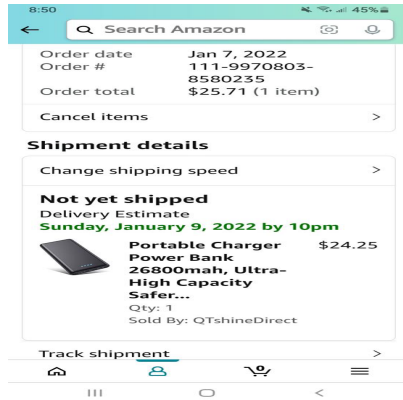 8:50 45%
Search Amazon
Order date Jan 7, 2022
Order # 111-9970803-
8580235
Order total $25.71 (1 item)
Cancel items >
Shipment details
Change shipping speed >
Not yet shipped
Delivery Estimate
Sunday, January 9, 2022 by 10pm
Portable Charger $24.25
Power Bank
26800mah, Ultra-
High Capacity
Safer...
Qty: 1
Sold By: QTshineDirect
Track shipment >
0